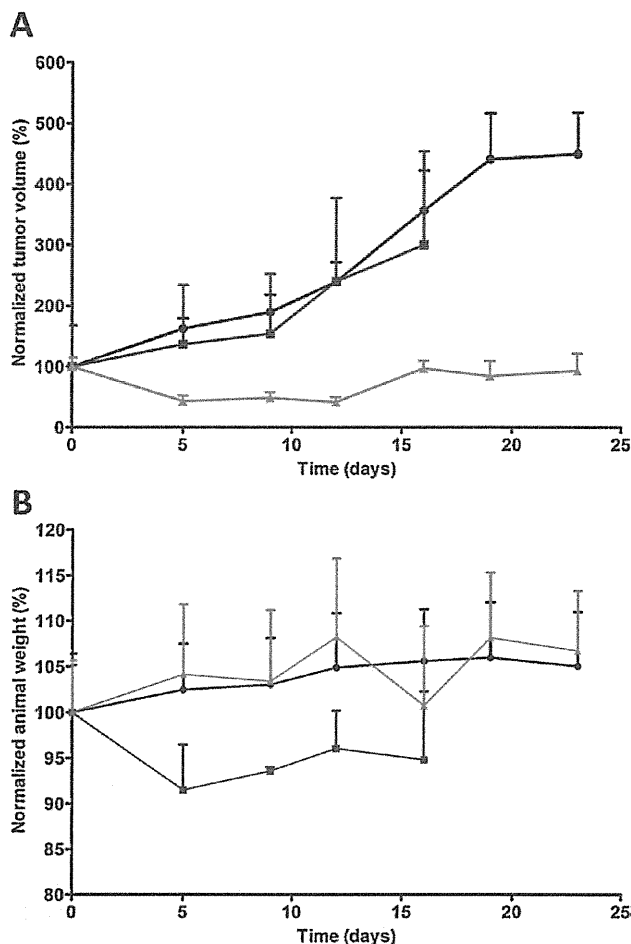 A
600
500
400
300
200
100
0
Normalized tumor volume (%)
0 5 10 15 20 25
Time (days)
B
120
115
110
105
100
95
90
85
80
Normalized animal weight (%)
0 5 10 15 20 25
Time (days)